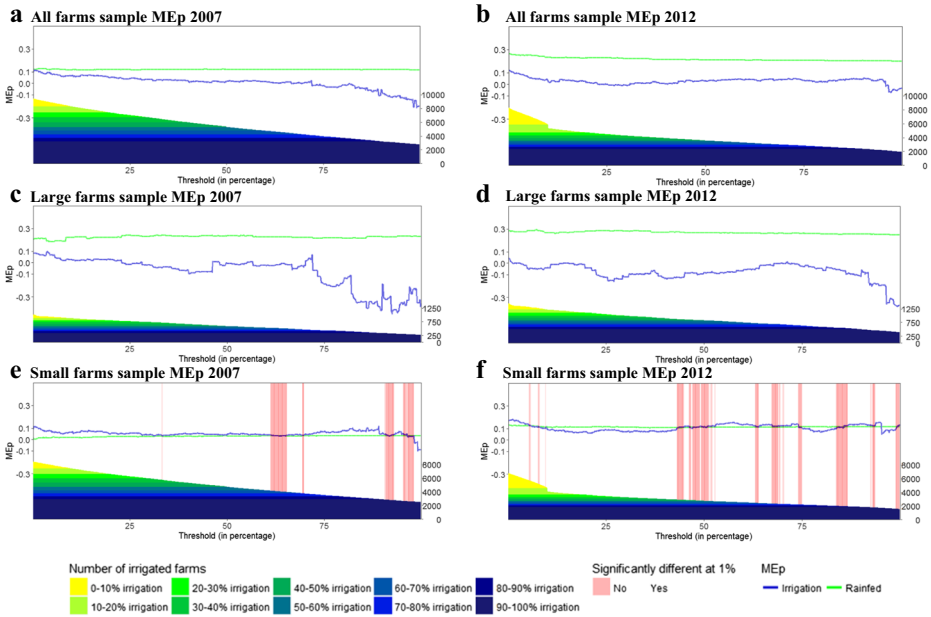 a All farms sample MEp 2007
0.3
0.1
0.0
-0.1
-0.3
MEp
10000
8000
6000
4000
2000
0
25 50 75
Threshold (in percentage)
b All farms sample MEp 2012
0.3
0.1
0.0
-0.1
-0.3
MEp
10000
8000
6000
4000
2000
0
25 50 75
Threshold (in percentage)
c Large farms sample MEp 2007
0.3
0.1
0.0
-0.1
-0.3
MEp
1250
750
500
250
0
25 50 75
Threshold (in percentage)
d Large farms sample MEp 2012
0.3
0.1
0.0
-0.1
-0.3
MEp
1250
750
500
250
0
25 50 75
Threshold (in percentage)
e Small farms sample MEp 2007
0.3
0.1
0.0
-0.1
-0.3
MEp
8000
6000
4000
2000
0
25 50 75
Threshold (in percentage)
f Small farms sample MEp 2012
0.3
0.1
0.0
-0.1
-0.3
MEp
8000
6000
4000
2000
0
25 50 75
Threshold (in percentage)
Number of irrigated farms
0-10% irrigation 20-30% irrigation 40-50% irrigation 60-70% irrigation 80-90% irrigation
10-20% irrigation 30-40% irrigation 50-60% irrigation 70-80% irrigation 90-100% irrigation
Significantly different at 1%
No Yes
MEp
Irrigation Rainfed